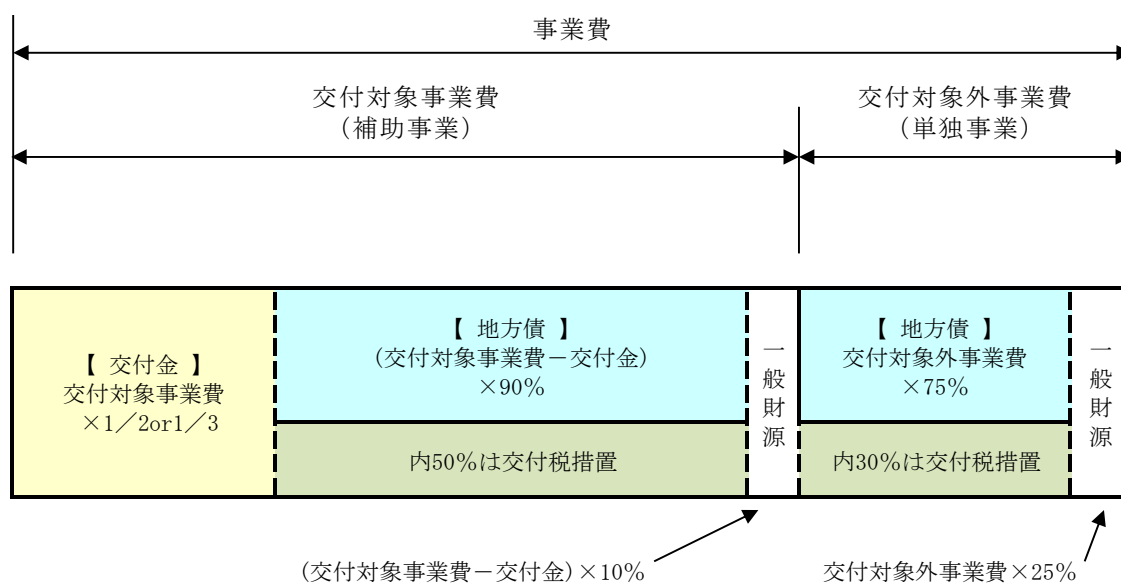 事業費
交付対象事業費
（補助事業）
交付対象外事業費
（単独事業）
【 交付金 】
交付対象事業費
×1／2or1／3
【 地方債 】
(交付対象事業費－交付金)
×90%
内50％は交付税措置
一般財源
【 地方債 】
交付対象外事業費
×75%
内30％は交付税措置
一般財源
(交付対象事業費－交付金)×10%
交付対象外事業費×25%